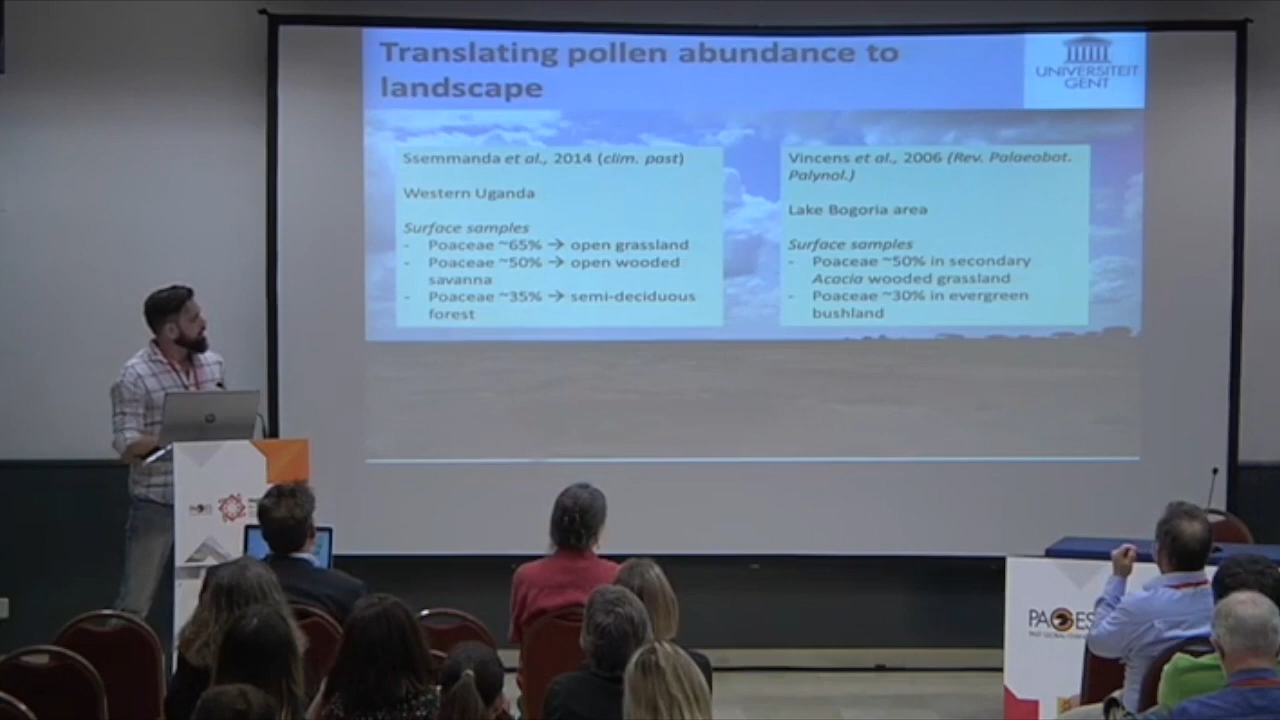 Translating pollen abundance to
landscape
UNIVERSITEIT
GENT
Ssemmanda et al., 2014 (clim. past)
Western Uganda
Surface samples
- Poaceae ~65% → open grassland
- Poaceae ~50% → open wooded
savanna
- Poaceae ~35% → semi-deciduous
forest
Vincens et al., 2006 (Rev. Palaeobot.
Palynol.)
Lake Bogoria area
Surface samples
- Poaceae ~50% in secondary
Acacia wooded grassland
- Poaceae ~30% in evergreen
bushland
PAGES
PAGES